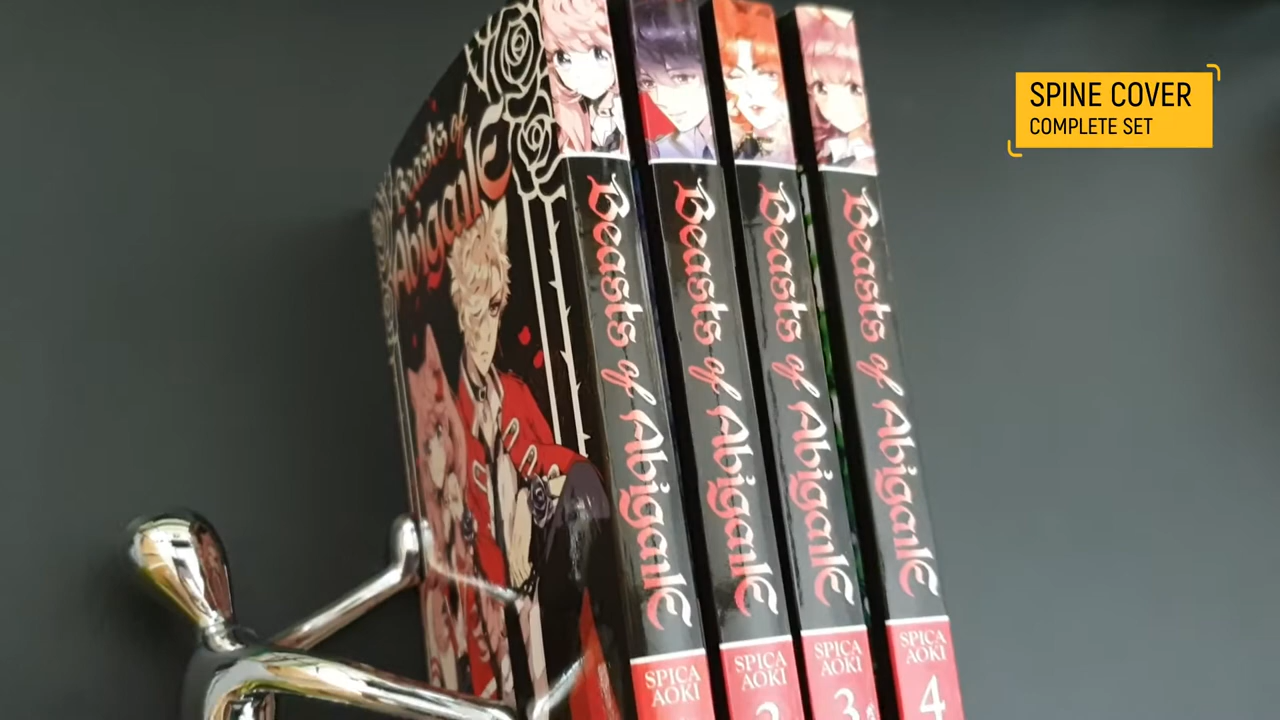 SPINE COVER
COMPLETE SET
Beasts of
Abigaile
Beasts of Abigaile
SPICA
AOKI
Beasts of Abigaile
SPICA
AOKI
2
Beasts of Abigaile
SPICA
AOKI
3
Beasts of Abigaile
SPICA
AOKI
4